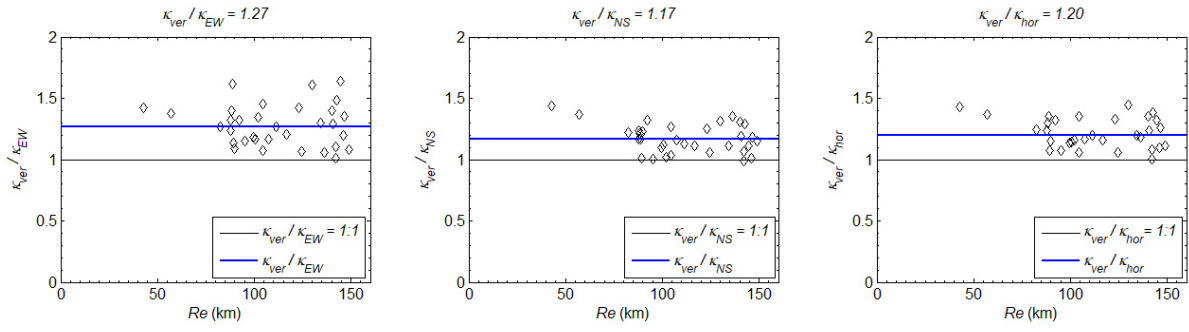 κver / κEW = 1.27
2
1.5
1
0.5
0
κver / κEW
κver / κEW = 1:1
κver / κEW
0 50 100 150
Re (km)
κver / κNS = 1.17
2
1.5
1
0.5
0
κver / κNS
κver / κNS = 1:1
κver / κNS
0 50 100 150
Re (km)
κver / κhor = 1.20
2
1.5
1
0.5
0
κver / κhor
κver / κhor = 1:1
κver / κhor
0 50 100 150
Re (km)